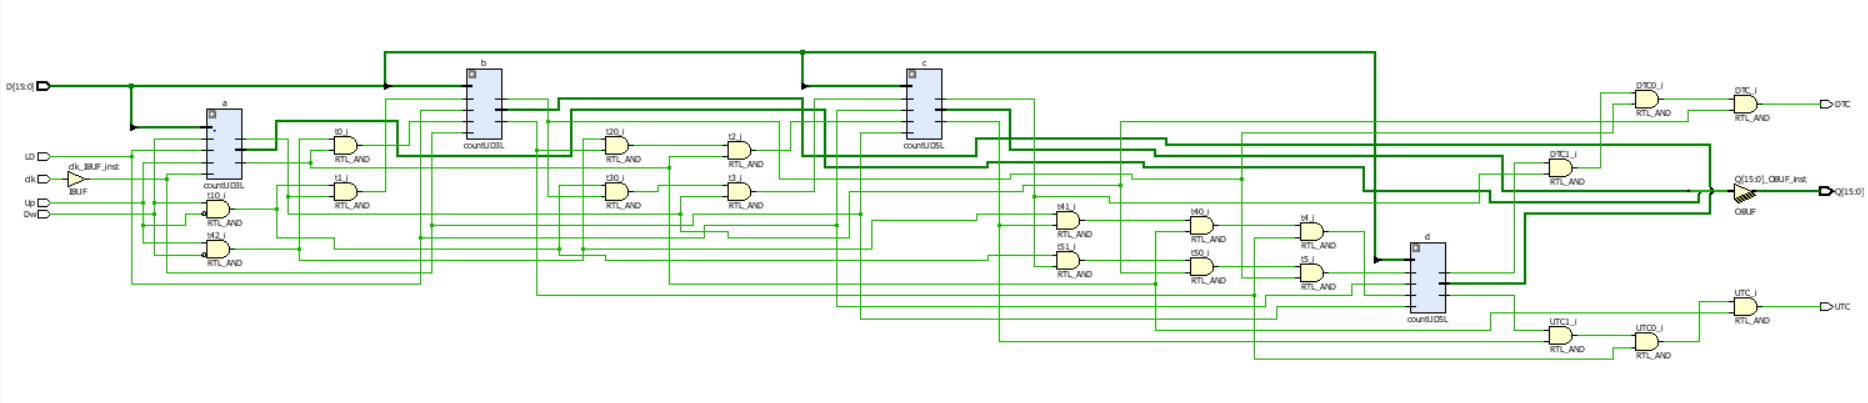 b
c
D[15:0]
a
DTC0_i
DTC_i
DTC
RTL_AND
RTL_AND
t0_i
t20_i
t2_i
countUD3L
countUD5L
LD
clk_IBUF_inst
RTL_AND
RTL_AND
RTL_AND
DTC1_i
clk
IBUF
countUD3L
t1_i
t30_i
t3_i
RTL_AND
Q[15:0]_OBUF_inst
Q[15:0]
Up
t10_i
RTL_AND
RTL_AND
RTL_AND
OBUF
Dw
RTL_AND
t41_i
t40_i
t4_i
t42_i
RTL_AND
RTL_AND
RTL_AND
d
RTL_AND
t51_i
t50_i
t5_i
RTL_AND
RTL_AND
RTL_AND
UTC_i
UTC
countUD5L
RTL_AND
UTC1_i
UTC0_i
RTL_AND
RTL_AND